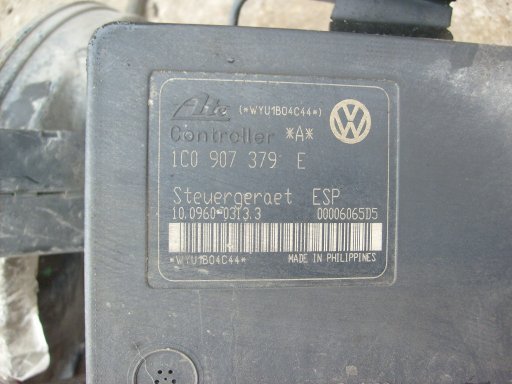 Ate (*WYU1B04C44*)
Controller *A*
1C0 907 379 E
Steuergeraet ESP
10.0960-0313.3 00006065D5
*WYU1B04C44* MADE IN PHILIPPINES